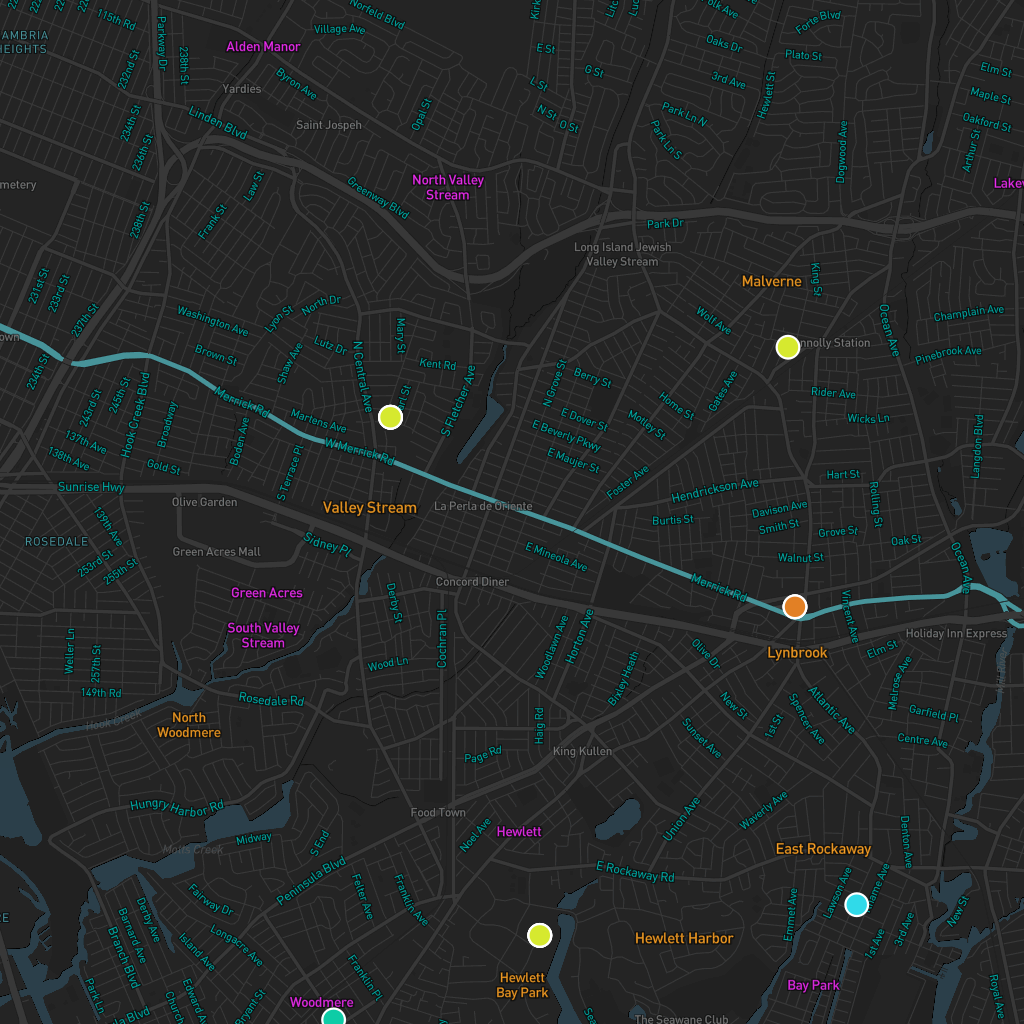 115th Rd
Norfeld Blvd
Village Ave
Parkway Dr
AMBRIA
HEIGHTS
Alden Manor
238th St
232nd St
Yardies
Byron Ave
Opal St
E St
G St
L St
N St
O St
Oaks Dr
3rd Ave
Forte Blvd
Plato St
Hewlett St
Elm St
Maple St
Oakford St
Arthur St
Park Ln N
Park Ln S
Dogwood Ave
Linden Blvd
234th St
236th St
Saint Jospeh
metery
Law St
Greenway Blvd
North Valley
Stream
238th St
Frank St
Park Dr
Long Island Jewish
Valley Stream
Malverne
King St
231st St
233rd St
237th St
Washington Ave
Lyon St
North Dr
Lutz Dr
Mary St
Kent Rd
Wolf Ave
Ocean Ave
Champlain Ave
Pinebrook Ave
Brown St
Shaw Ave
N Central Ave
S Fletcher Ave
N Grove St
Berry St
Home St
Gates Ave
Rider Ave
Wicks Ln
own
234th St
243rd St
245th St
Hook Creek Blvd
Broadway
Merrick Rd
Martens Ave
W Merrick Rd
E Dover St
E Beverly Pkwy
E Maujer St
Motley St
Langdon Blvd
137th Ave
138th Ave
Gold St
Boden Ave
S Terrace Pl
Foster Ave
Hendrickson Ave
Hart St
Rolling St
Sunrise Hwy
Olive Garden
Valley Stream
La Perla de Oriente
Burtis St
Davison Ave
Smith St
Grove St
Oak St
139th Ave
ROSEDALE
253rd St
255th St
Green Acres Mall
Sidney Pl
E Mineola Ave
Walnut St
Ocean Ave
Concord Diner
Derby St
Merrick Rd
Green Acres
South Valley
Stream
Cochran Pl
Woodlawn Ave
Horton Ave
Vincent Ave
Holiday Inn Express
Lynbrook
Elm St
Weller Ln
257th St
149th Rd
Wood Ln
Bixley Heath
Olive Dr
Melrose Ave
Rosedale Rd
Hook Creek
North
Woodmere
Haig Rd
New St
1st St
Spencer Ave
Atlantic Ave
Garfield Pl
Centre Ave
Sunset Ave
Page Rd
King Kullen
Hungry Harbor Rd
Food Town
Noel Ave
Hewlett
Union Ave
Waverly Ave
Denton Ave
Midway
Motts Creek
S End
East Rockaway
Peninsula Blvd
Felter Ave
Franklin Ave
E Rockaway Rd
Lawson Ave
Emmet Ave
Fairway Dr
Derby Ave
Barnard Ave
Branch Blvd
Island Ave
Longacre Ave
Franklin Pl
Hewlett Harbor
1st Ave
3rd Ave
New St
Hewlett
Bay Park
Bay Park
Woodmere
Park Ln
Bryant St
Royal Ave
The Seawane Club